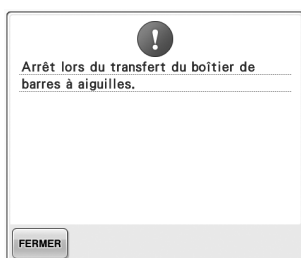 Arrêt lors du transfert du boîtier de
barres à aiguilles.
FERMER